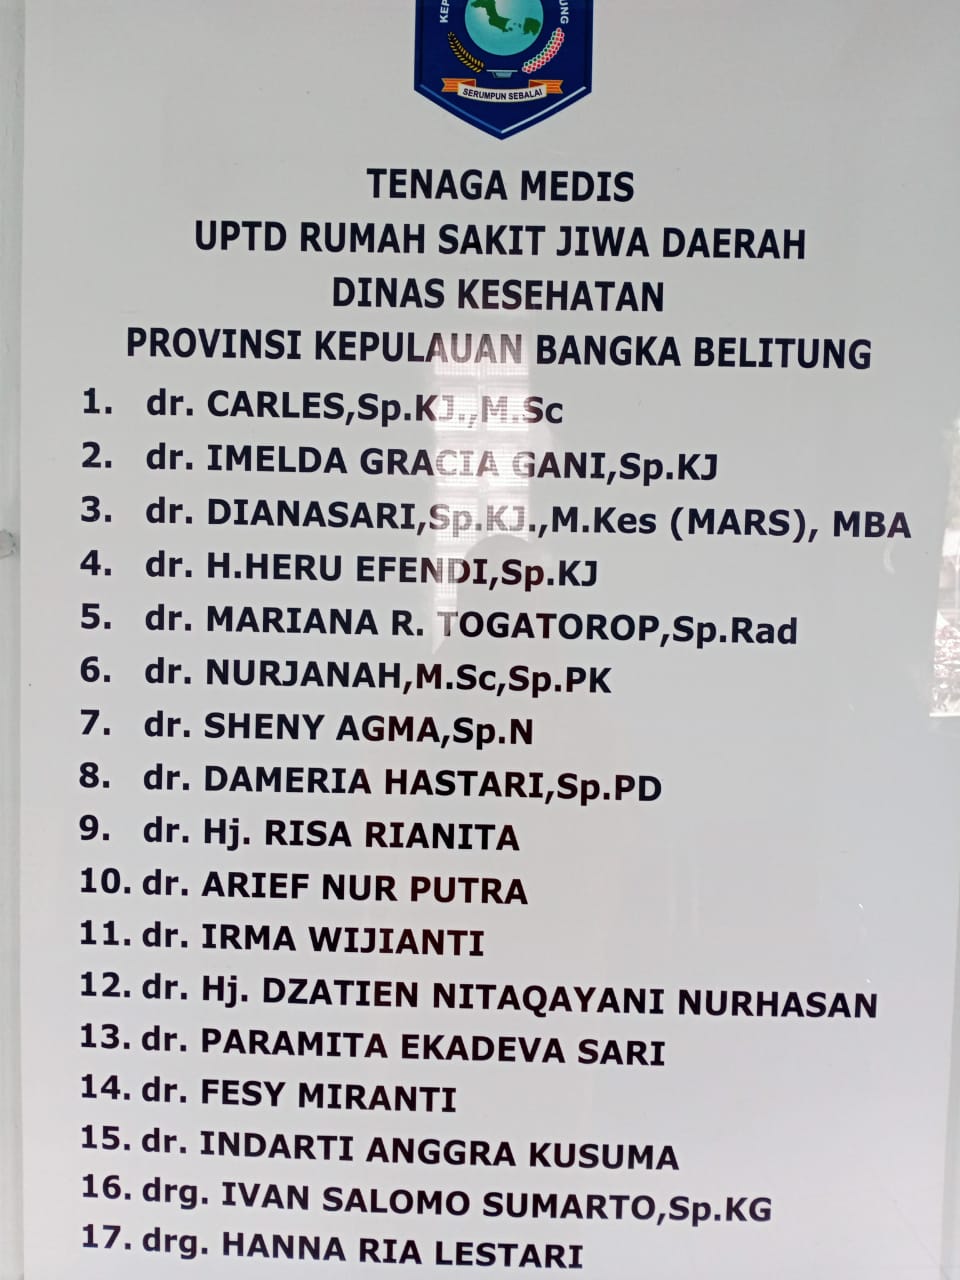 KEP UNG
SERUMPUN SEBALAI
TENAGA MEDIS
UPTD RUMAH SAKIT JIWA DAERAH
DINAS KESEHATAN
PROVINSI KEPULAUAN BANGKA BELITUNG
1. dr. CARLES,Sp.KJ.,M.Sc
2. dr. IMELDA GRACIA GANI,Sp.KJ
3. dr. DIANASARI,Sp.KJ.,M.Kes (MARS), MBA
4. dr. H.HERU EFENDI,Sp.KJ
5. dr. MARIANA R. TOGATOROP,Sp.Rad
6. dr. NURJANAH,M.Sc,Sp.PK
7. dr. SHENY AGMA,Sp.N
8. dr. DAMERIA HASTARI,Sp.PD
9. dr. Hj. RISA RIANITA
10. dr. ARIEF NUR PUTRA
11. dr. IRMA WIJIANTI
12. dr. Hj. DZATIEN NITAQAYANI NURHASAN
13. dr. PARAMITA EKADEVA SARI
14. dr. FESY MIRANTI
15. dr. INDARTI ANGGRA KUSUMA
16. drg. IVAN SALOMO SUMARTO,Sp.KG
17. drg. HANNA RIA LESTARI